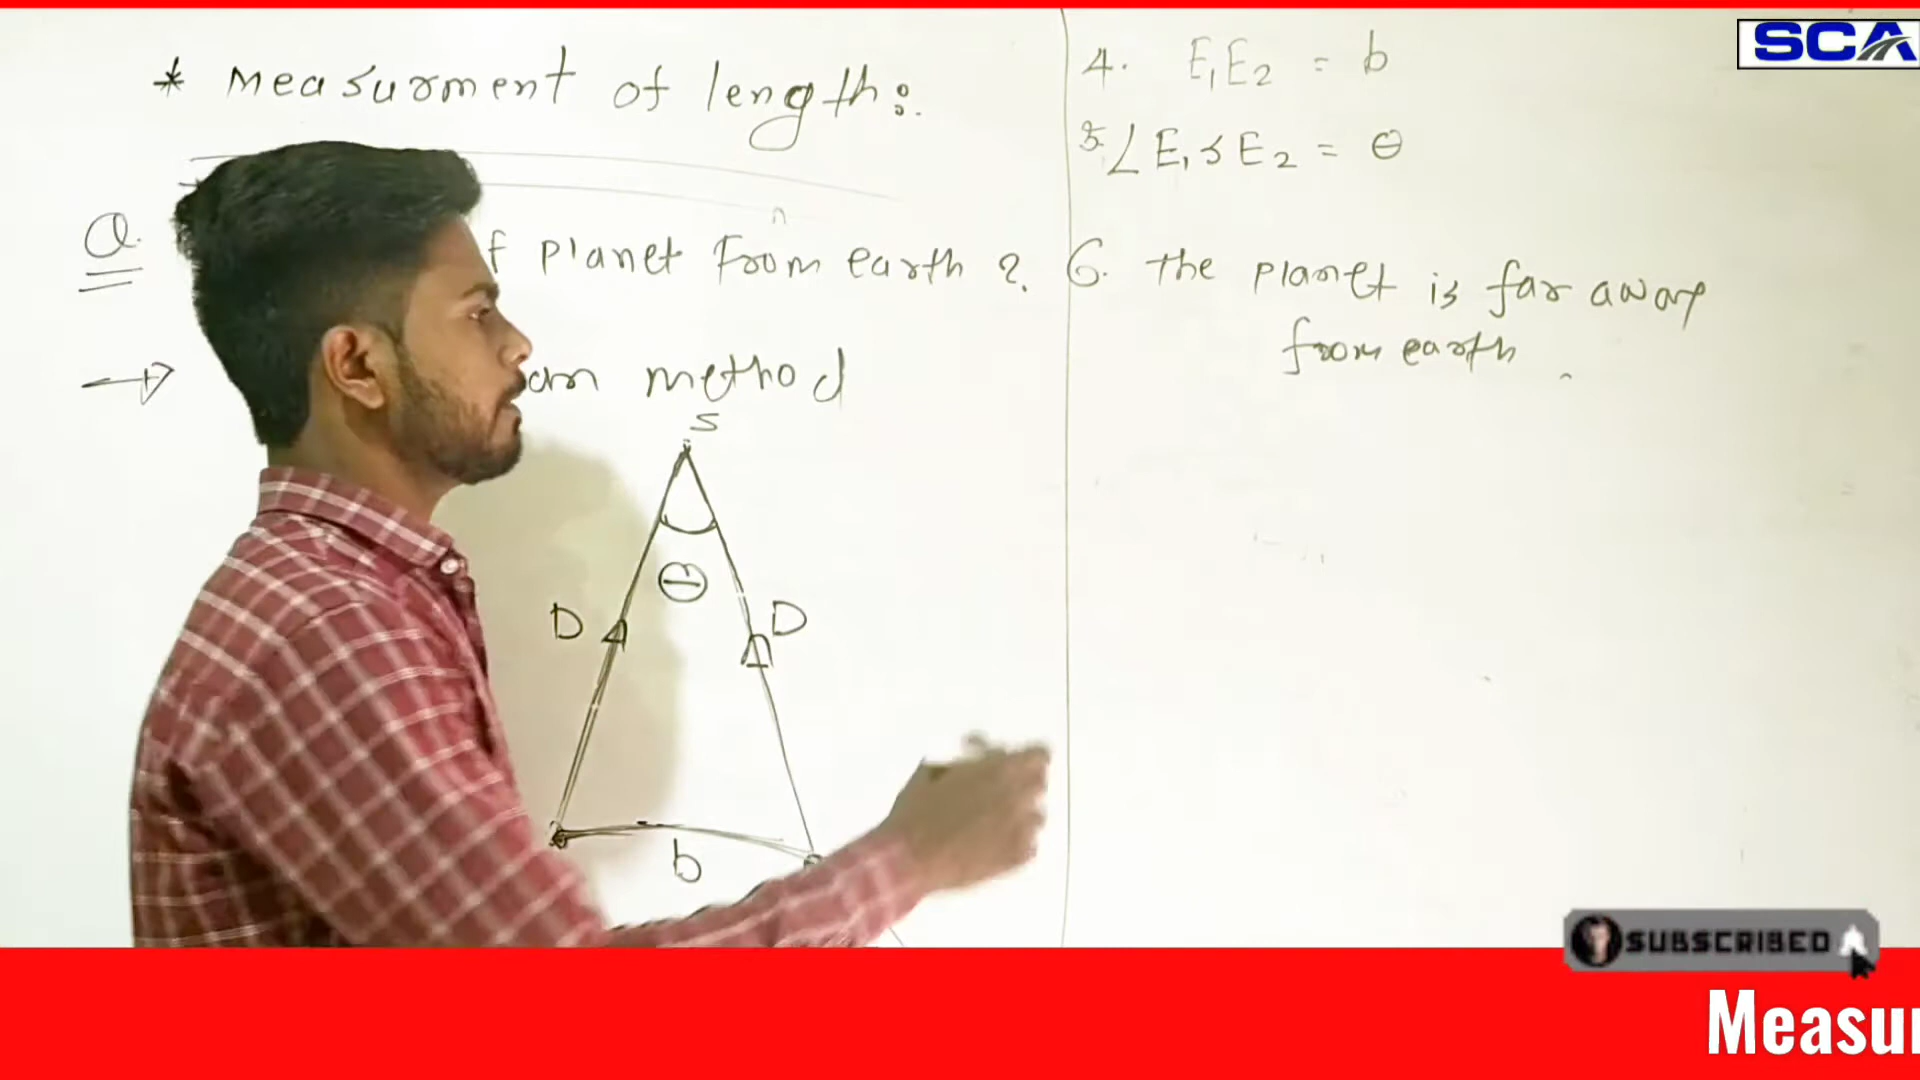 * Measurment of length:
Q. f planet From earth ?
method
S
θ
D D
b
4. E₁E₂ = b
5. ∠E₁SE₂ = θ
6. The planet is far away
from earth
SCA
SUBSCRIBED
Measu